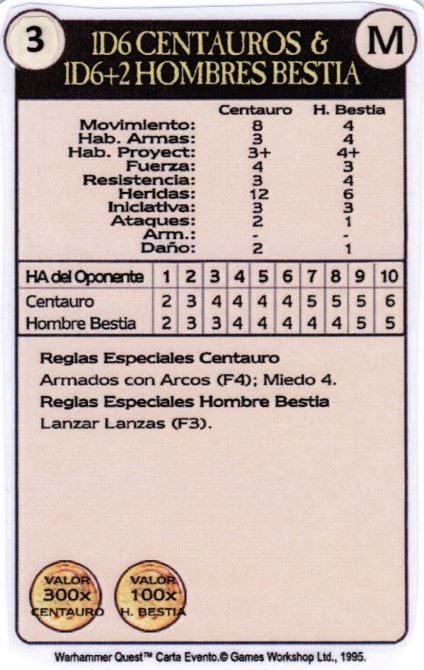 3
1D6 CENTAUROS &
1D6+2 HOMBRES BESTIA
M
Centauro H. Bestia
Movimiento: 8 4
Hab. Armas: 3 4
Hab. Proyect: 3+ 4+
Fuerza: 4 3
Resistencia: 3 4
Heridas: 12 6
Iniciativa: 3 3
Ataques: 2 1
Arm.: - -
Daño: 2 1
HA del Oponente 1 2 3 4 5 6 7 8 9 10
Centauro 2 3 4 4 4 4 5 5 5 6
Hombre Bestia 2 3 3 4 4 4 4 4 5 5
Reglas Especiales Centauro
Armados con Arcos (F4); Miedo 4.
Reglas Especiales Hombre Bestia
Lanzar Lanzas (F3).
VALOR
300x
CENTAURO
VALOR
100x
H. BESTIA
Warhammer Quest™ Carta Evento.© Games Workshop Ltd., 1995.